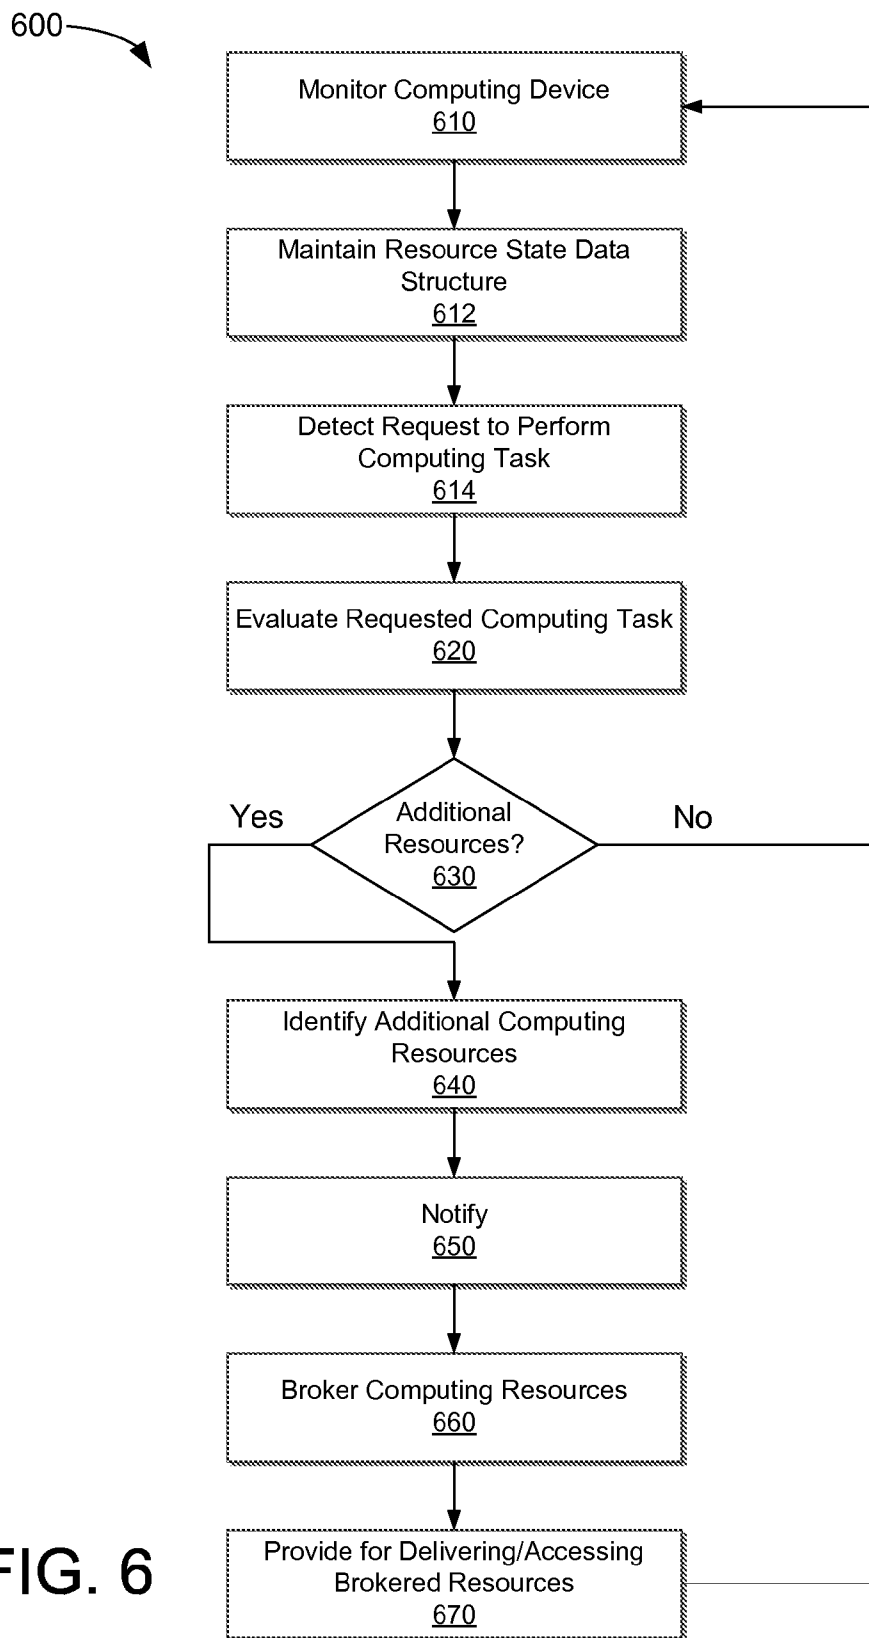 600
Monitor Computing Device
610
Maintain Resource State Data
Structure
612
Detect Request to Perform
Computing Task
614
Evaluate Requested Computing Task
620
Yes
Additional
Resources?
630
No
Identify Additional Computing
Resources
640
Notify
650
Broker Computing Resources
660
Provide for Delivering/Accessing
Brokered Resources
670
FIG. 6